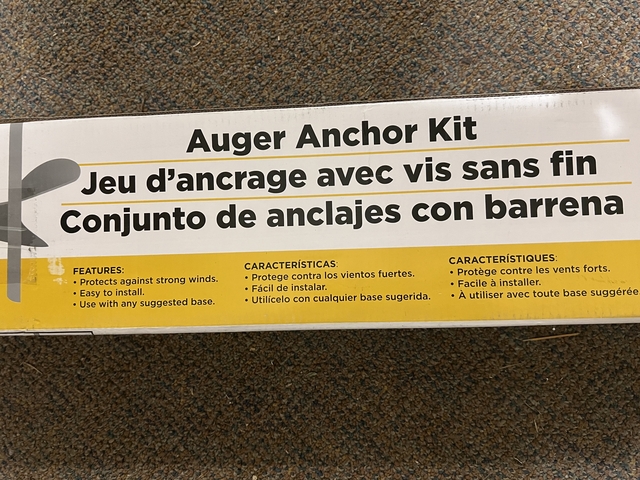 Auger Anchor Kit
Jeu d'ancrage avec vis sans fin
Conjunto de anclajes con barrena
FEATURES:
• Protects against strong winds.
• Easy to install.
• Use with any suggested base.
CARACTERÍSTICAS:
• Protege contra los vientos fuertes.
• Fácil de instalar.
• Utilícelo con cualquier base sugerida.
CARACTÉRISTIQUES:
• Protège contre les vents forts.
• Facile à installer.
• À utiliser avec toute base suggérée